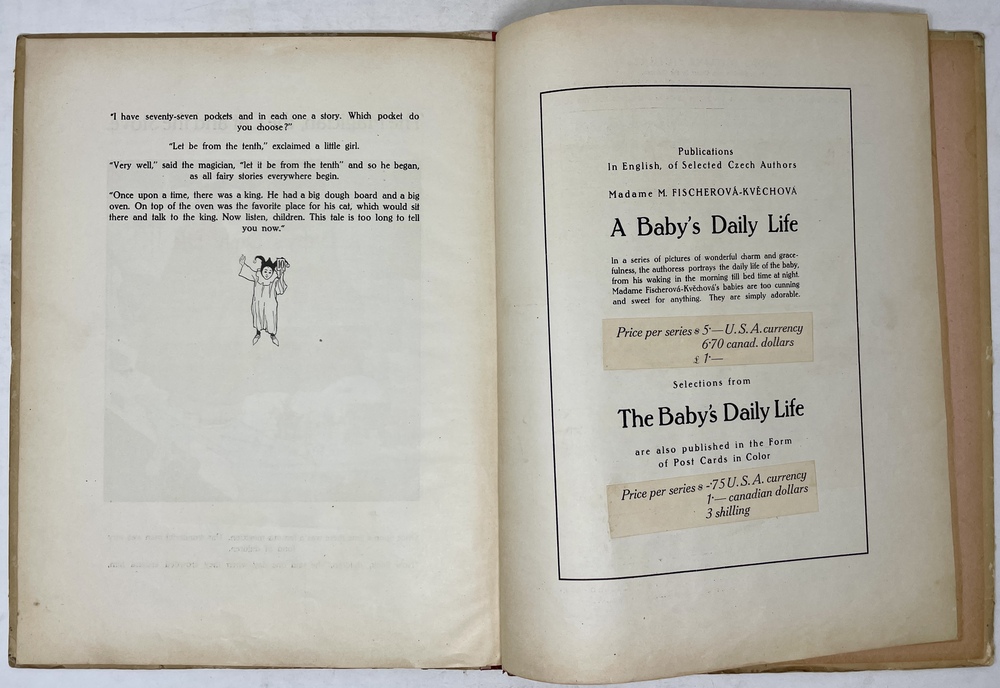 "I have seventy-seven pockets and in each one a story. Which pocket do
you choose?"
"Let be from the tenth," exclaimed a little girl.
"Very well," said the magician, "let it be from the tenth" and so he began,
as all fairy stories everywhere begin.
"Once upon a time, there was a king. He had a big dough board and a big
oven. On top of the oven was the favorite place for his cat, which would sit
there and talk to the king. Now listen, children. This tale is too long to tell
you now."
Publications
In English, of Selected Czech Authors
Madame M. FISCHEROVÁ-KVĚCHOVÁ
A Baby's Daily Life
In a series of pictures of wonderful charm and grace-
fulness, the authoress portrays the daily life of the baby,
from his waking in the morning till bed time at night.
Madame Fischerová-Kvěchová's babies are too cunning
and sweet for anything. They are simply adorable.
Price per series $ 5·— U. S. A. currency
6·70 canad. dollars
£ 1·—
Selections from
The Baby's Daily Life
are also published in the Form
of Post Cards in Color
Price per series $ -·75 U. S. A. currency
1·— canadian dollars
3 shilling